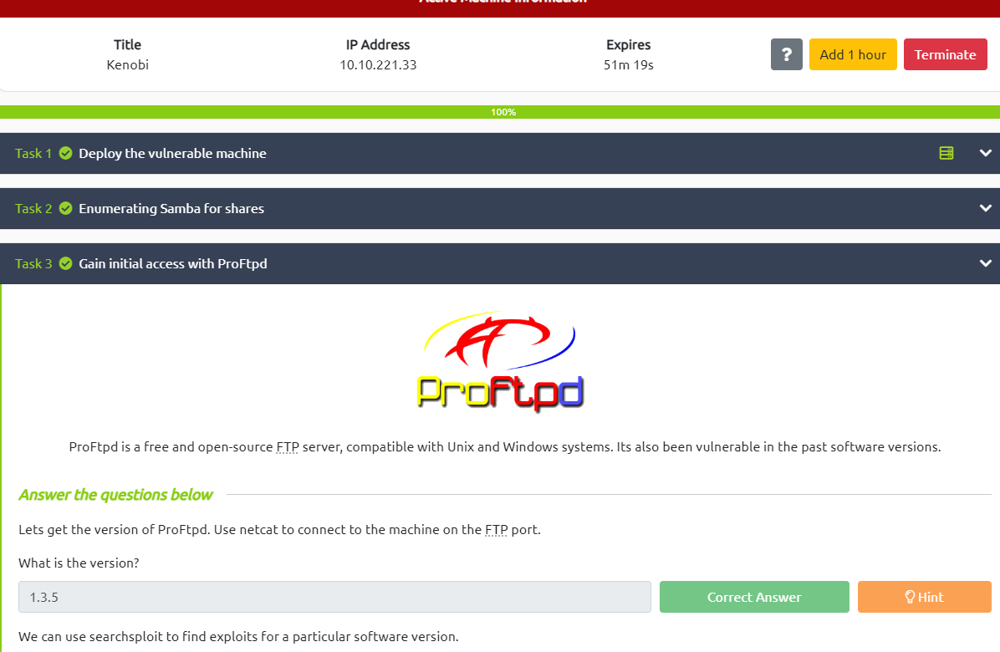 Active Machine Information
Title IP Address Expires
Kenobi 10.10.221.33 51m 19s
? Add 1 hour Terminate
100%
Task 1 Deploy the vulnerable machine
Task 2 Enumerating Samba for shares
Task 3 Gain initial access with ProFtpd
ProFtpd
ProFtpd is a free and open-source FTP server, compatible with Unix and Windows systems. Its also been vulnerable in the past software versions.
Answer the questions below
Lets get the version of ProFtpd. Use netcat to connect to the machine on the FTP port.
What is the version?
1.3.5 Correct Answer Hint
We can use searchsploit to find exploits for a particular software version.